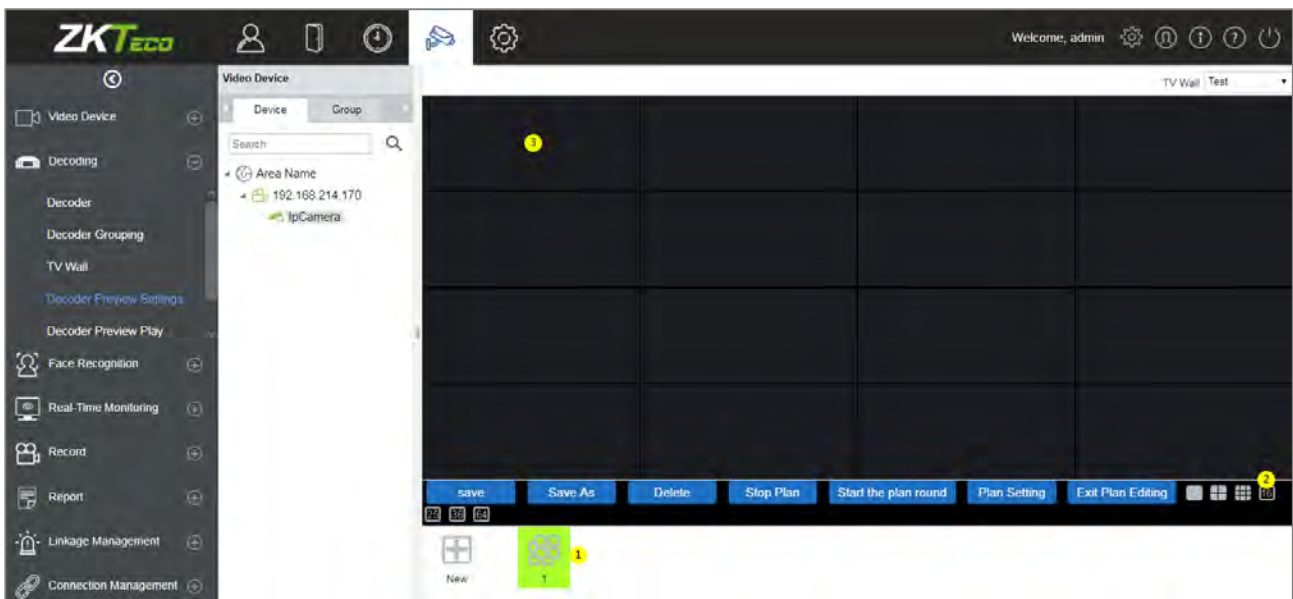 ZKTeco
Welcome, admin
Video Device
TV Wall Test
Video Device
Device Group
Search
Decoding
Area Name
192.168.214.170
IpCamera
Decoder
Decoder Grouping
TV Wall
Decoder Preview Settings
Decoder Preview Play
Face Recognition
Real-Time Monitoring
Record
Report
Linkage Management
Connection Management
3
save Save As Delete Stop Plan Start the plan round Plan Setting Exit Plan Editing 16
2
25 36 64
1
New 1